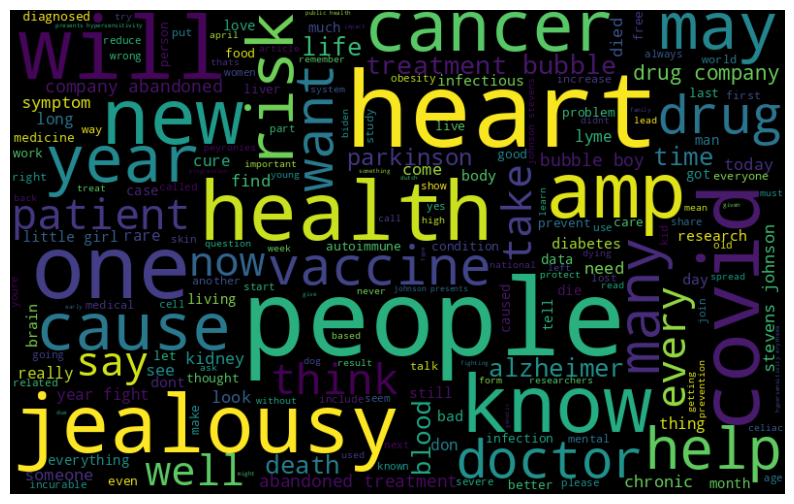 diagnosed
try
person
put
love
april
food
reduce
wrong
public health
presents hypersensitivity
article
thats
women
remember
will
risk
life
cancer
died
always
world
free
may
company abandoned
liver
treatment bubble
obesity
infectious
increase
drug company
symptom
long
medicine
way
new
want
heart
system
impact
biden
study
part
problem
live
lyme
last
first
man
drug
work
year
cure
important
find
young
parkinson
come
good
body
show
yes
bubble boy
time
got
today
everyone
right
treat
case
called
back
patient
little girl
rare
skin
question
week
health
take
call
high
autoimmune
condition
amp
learn
mean
prevent
use
care
share
must
given
diabetes
research
old
data
need
day
spread
join
covid
johnson
stevens
one
now
another
vaccine
living
start
cell
medical
early
brain
never
johnson presents
national
people
caused
die
dying
left
lost
protect
read
kid
many
every
tell
based
cause
going
let
kidney
say
see
really
dont
related
ask
thought
dog
result
talk
researchers
fighting
alzheimer
form
without
include
seem
think
year fight
still
look
make
blood
bad
know
getting
prevention
thing
celiac
jealousy
everything
someone
even
incurable
well
death
don
infection
mental
doctor
help
chronic
month
age
next
used
known
might
abandoned treatment
severe
better
please
due